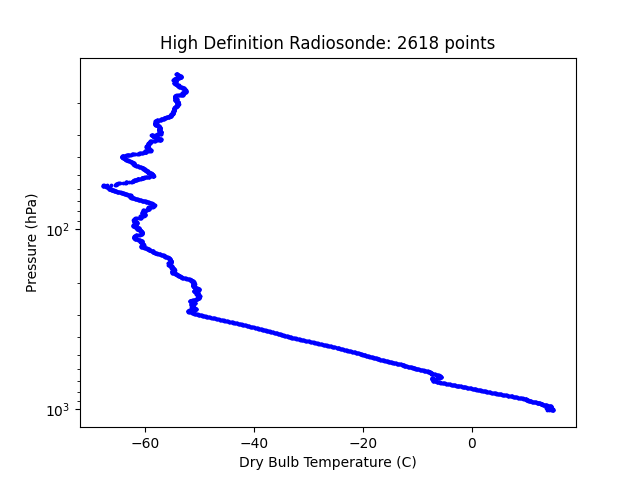 High Definition Radiosonde: 2618 points
Pressure (hPa)
10²
10³
−60
−40
−20
0
Dry Bulb Temperature (C)